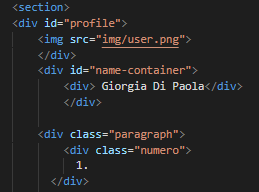 <section>
<div id="profile">
<img src="img/user.png">
</div>
<div id="name-container">
<div> Giorgia Di Paola</div>
</div>
<div class="paragraph">
<div class="numero">
1.
</div>